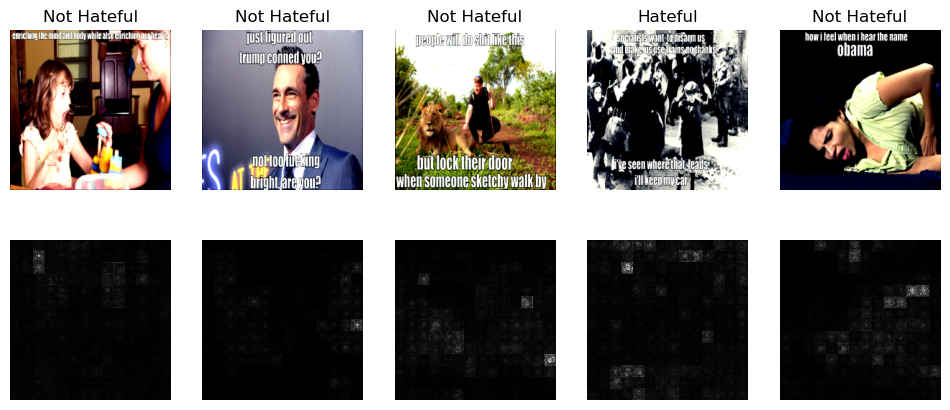 Not Hateful
Not Hateful
Not Hateful
Hateful
Not Hateful
enriching the mind and body while also enriching our hearts
just figured out
trump conned you?
not too fucking
bright are you?
people will do shit like this
but lock their door
when someone sketchy walk by
socialists want to disarm us
and make us use trains no thanks
i've seen where that leads
i'll keep my car
how i feel when i hear the name
obama